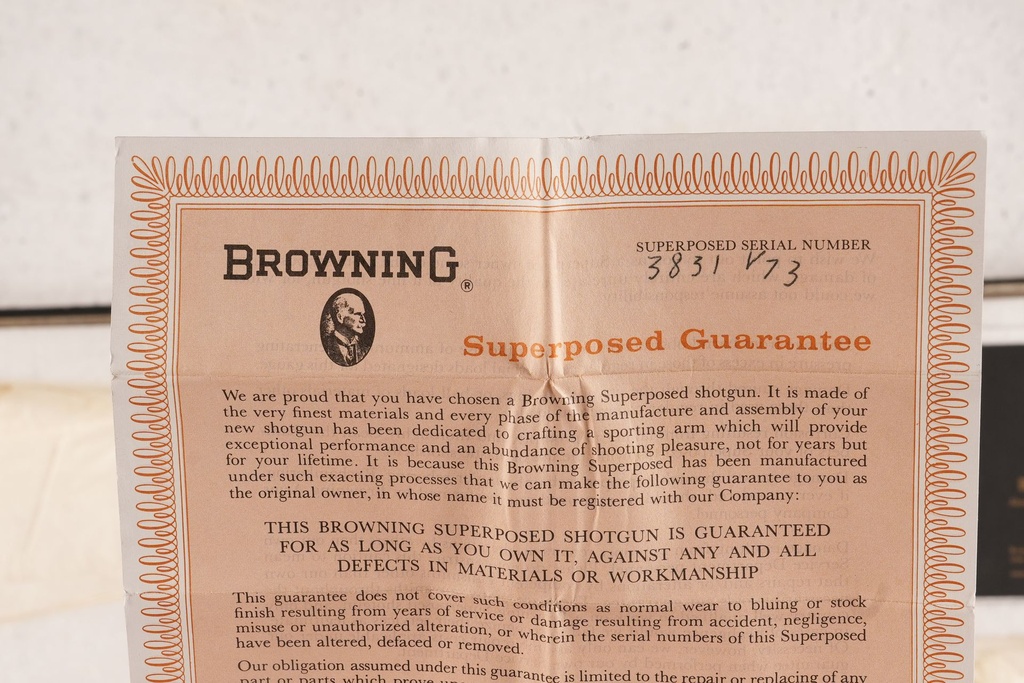 BROWNING®
SUPERPOSED SERIAL NUMBER
3831 V73
Superposed Guarantee
We are proud that you have chosen a Browning Superposed shotgun. It is made of
the very finest materials and every phase of the manufacture and assembly of your
new shotgun has been dedicated to crafting a sporting arm which will provide
exceptional performance and an abundance of shooting pleasure, not for years but
for your lifetime. It is because this Browning Superposed has been manufactured
under such exacting processes that we can make the following guarantee to you as
the original owner, in whose name it must be registered with our Company:
THIS BROWNING SUPERPOSED SHOTGUN IS GUARANTEED
FOR AS LONG AS YOU OWN IT, AGAINST ANY AND ALL
DEFECTS IN MATERIALS OR WORKMANSHIP
This guarantee does not cover such conditions as normal wear to bluing or stock
finish resulting from years of service or damage resulting from accident, negligence,
misuse or unauthorized alteration, or wherein the serial numbers of this Superposed
have been altered, defaced or removed.
Our obligation assumed under this guarantee is limited to the repair or replacing of any
part or parts which prove